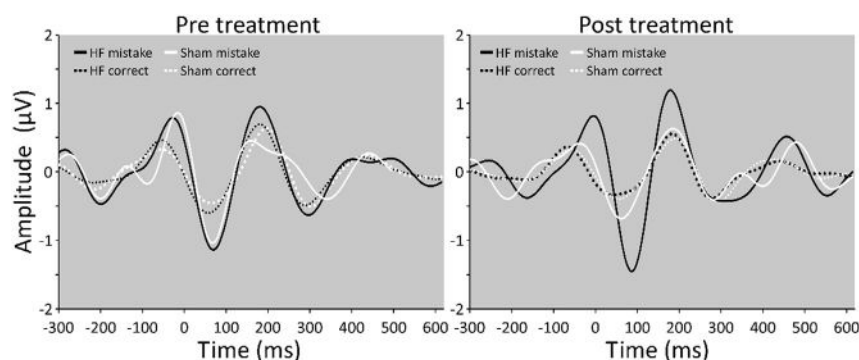 Pre treatment
Post treatment
HF mistake
Sham mistake
HF correct
Sham correct
HF mistake
Sham mistake
HF correct
Sham correct
Amplitude (µV)
2
1
0
-1
-2
2
1
0
-1
-2
-300 -200 -100 0 100 200 300 400 500 600
-300 -200 -100 0 100 200 300 400 500 600
Time (ms)
Time (ms)